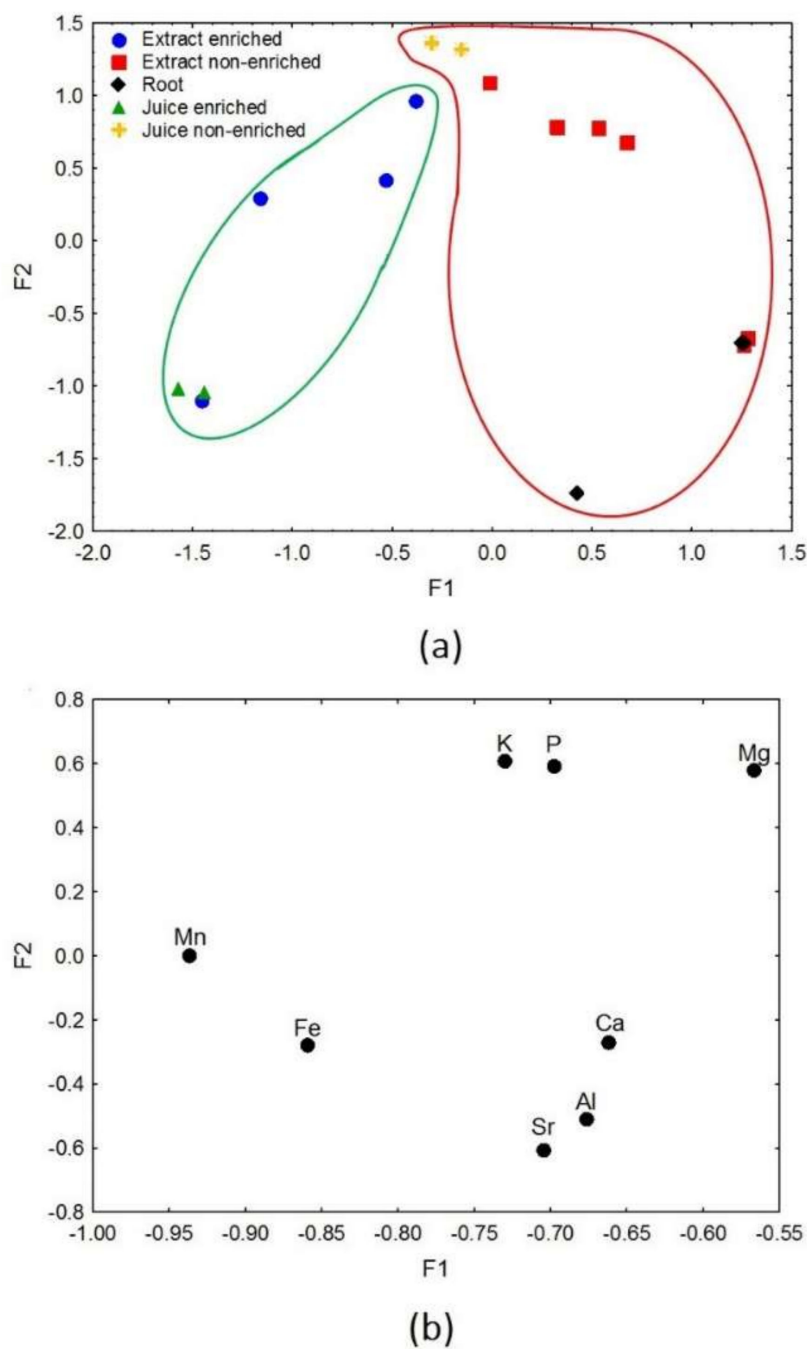 1.5
Extract enriched
Extract non-enriched
1.0
Root
Juice enriched
Juice non-enriched
0.5
0.0
F2
-0.5
-1.0
-1.5
-2.0
-2.0 -1.5 -1.0 -0.5 0.0 0.5 1.0 1.5
F1
(a)
0.8
K P Mg
0.6
0.4
0.2
Mn
0.0
F2
Fe Ca
-0.2
-0.4
Sr Al
-0.6
-0.8
-1.00 -0.95 -0.90 -0.85 -0.80 -0.75 -0.70 -0.65 -0.60 -0.55
F1
(b)